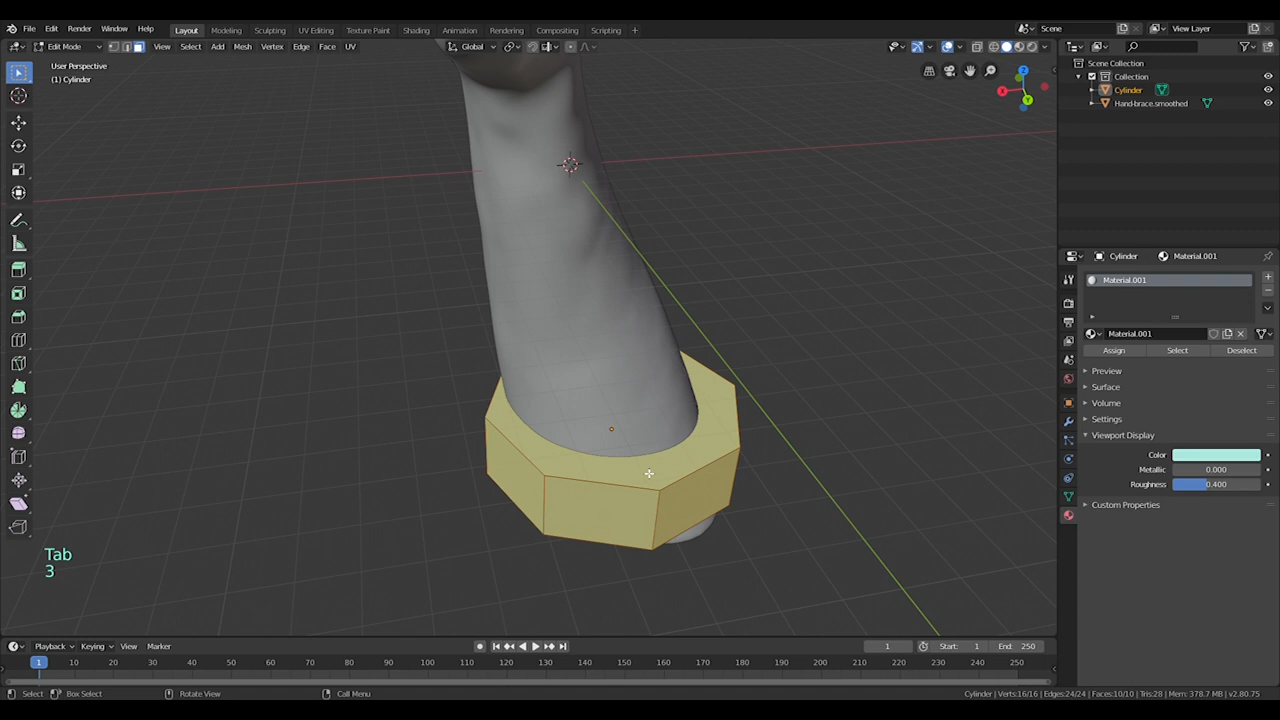 File Edit Render Window Help Layout Modeling Sculpting UV Editing Texture Paint Shading Animation Rendering Compositing Scripting + Scene View Layer
Edit Mode View Select Add Mesh Vertex Edge Face UV Global
User Perspective
(1) Cylinder
Scene Collection
Collection
Cylinder
Hand-brace.smoothed
Z
X
Y
Cylinder Material.001
Material.001
Material.001
Assign Select Deselect
Preview
Surface
Volume
Settings
Viewport Display
Color
Metallic 0.000
Roughness 0.400
Custom Properties
Tab
3
Playback Keying View Marker 1 Start: 1 End: 250
1 10 20 30 40 50 60 70 80 90 100 110 120 130 140 150 160 170 180 190 200 210 220 230 240 250
Select Box Select Rotate View Call Menu Cylinder | Verts:16/16 | Edges:24/24 | Faces:10/10 | Tris:28 | Mem: 378.7 MB | v2.80.75